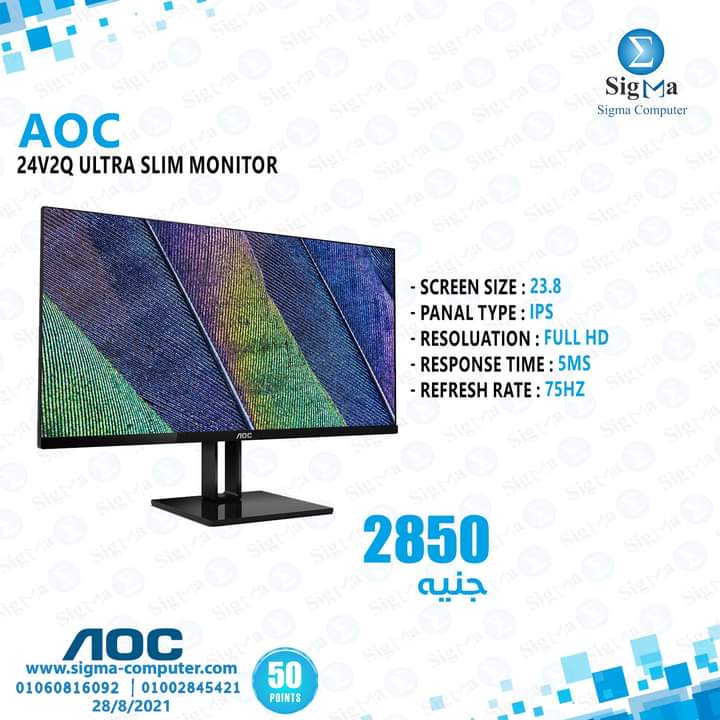 Σ
SigMa
Sigma Computer
AOC
24V2Q ULTRA SLIM MONITOR
- SCREEN SIZE : 23.8
- PANAL TYPE : IPS
- RESOLUATION : FULL HD
- RESPONSE TIME : 5MS
- REFRESH RATE : 75HZ
AOC
2850
جنيه
AOC
www.sigma-computer.com
01060816092 | 01002845421
28/8/2021
50
POINTS